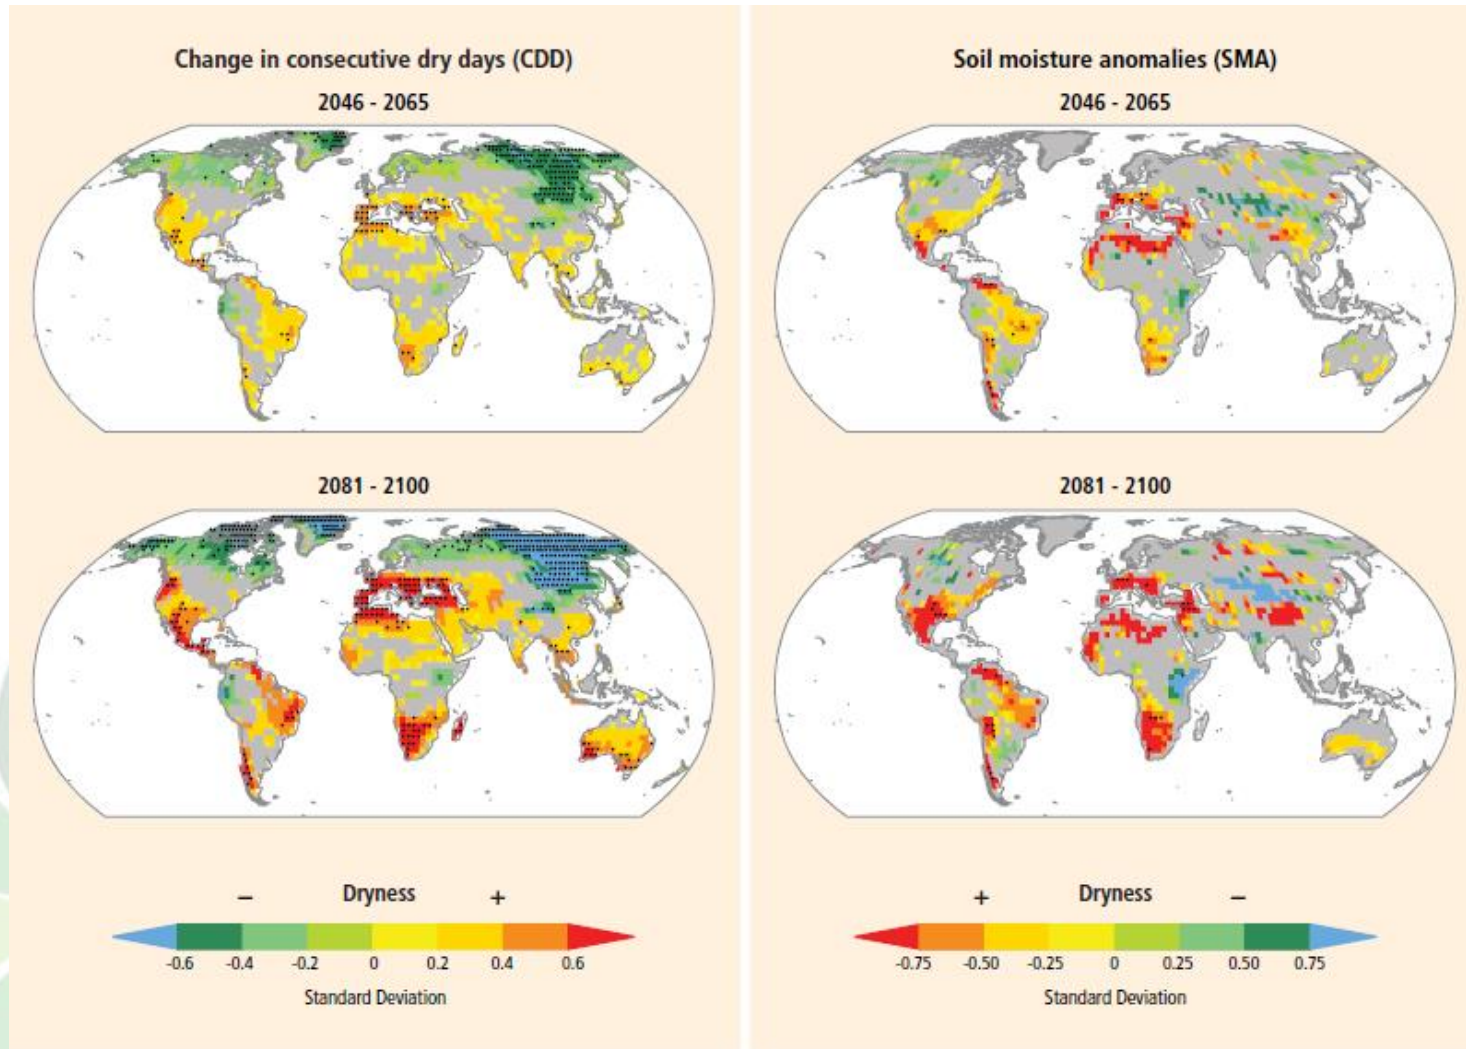 Change in consecutive dry days (CDD)
2046 - 2065
2081 - 2100
– Dryness +
-0.6 -0.4 -0.2 0 0.2 0.4 0.6
Standard Deviation
Soil moisture anomalies (SMA)
2046 - 2065
2081 - 2100
+ Dryness –
-0.75 -0.50 -0.25 0 0.25 0.50 0.75
Standard Deviation